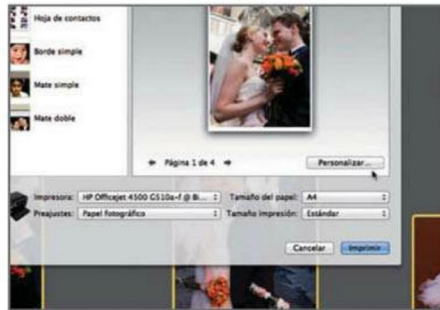 Hoja de contactos
Borde simple
Mate simple
Mate doble
Página 1 de 4
Personalizar...
Impresora: HP Officejet 4500 G510a-f @ Bi... Tamaño del papel: A4
Preajustes: Papel fotográfico Tamaño impresión: Estándar
Cancelar Imprimir